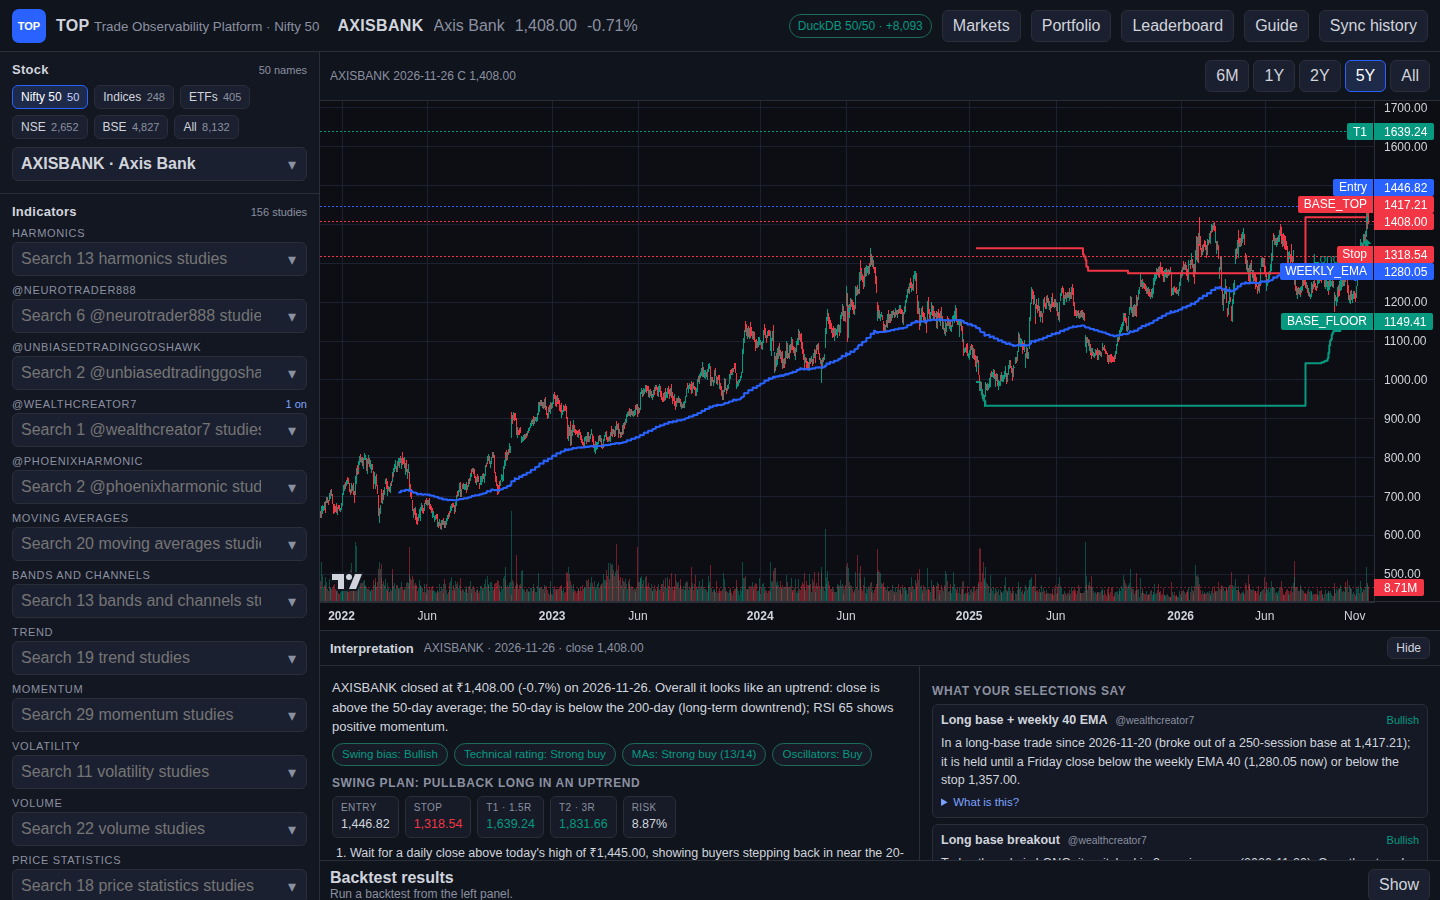 TOP TOP Trade Observability Platform · Nifty 50 AXISBANK Axis Bank 1,408.00 -0.71% DuckDB 50/50 · +8,093 Markets Portfolio Leaderboard Guide Sync history
Stock 50 names
Nifty 50 50 Indices 248 ETFs 405
NSE 2,652 BSE 4,827 All 8,132
AXISBANK · Axis Bank
Indicators 156 studies
HARMONICS
Search 13 harmonics studies
@NEUROTRADER888
Search 6 @neurotrader888 studie
@UNBIASEDTRADINGGOSHAWK
Search 2 @unbiasedtradinggosha
@WEALTHCREATOR7 1 on
Search 1 @wealthcreator7 studies
@PHOENIXHARMONIC
Search 2 @phoenixharmonic stud
MOVING AVERAGES
Search 20 moving averages studi
BANDS AND CHANNELS
Search 13 bands and channels stu
TREND
Search 19 trend studies
MOMENTUM
Search 29 momentum studies
VOLATILITY
Search 11 volatility studies
VOLUME
Search 22 volume studies
PRICE STATISTICS
Search 18 price statistics studies
AXISBANK 2026-11-26 C 1,408.00 6M 1Y 2Y 5Y All
1700.00
T1 1639.24
1600.00
Entry 1446.82
BASE_TOP 1417.21
1408.00
Stop 1318.54
WEEKLY_EMA 1280.05
1200.00
BASE_FLOOR 1149.41
1100.00
1000.00
900.00
800.00
700.00
600.00
500.00
8.71M
2022 Jun 2023 Jun 2024 Jun 2025 Jun 2026 Jun Nov
Interpretation AXISBANK · 2026-11-26 · close 1,408.00 Hide
AXISBANK closed at ₹1,408.00 (-0.7%) on 2026-11-26. Overall it looks like an uptrend: close is
above the 50-day average; the 50-day is below the 200-day (long-term downtrend); RSI 65 shows
positive momentum.
Swing bias: Bullish Technical rating: Strong buy MAs: Strong buy (13/14) Oscillators: Buy
SWING PLAN: PULLBACK LONG IN AN UPTREND
ENTRY STOP T1 · 1.5R T2 · 3R RISK
1,446.82 1,318.54 1,639.24 1,831.66 8.87%
1. Wait for a daily close above today's high of ₹1,445.00, showing buyers stepping back in near the 20-
WHAT YOUR SELECTIONS SAY
Long base + weekly 40 EMA @wealthcreator7 Bullish
In a long-base trade since 2026-11-20 (broke out of a 250-session base at 1,417.21);
it is held until a Friday close below the weekly EMA 40 (1,280.05 now) or below the
stop 1,357.00.
What is this?
Long base breakout @wealthcreator7 Bullish
Backtest results
Run a backtest from the left panel. Show